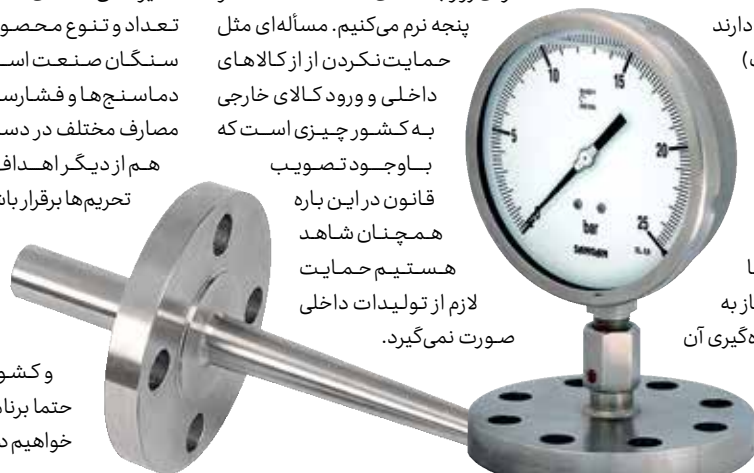 دارند
نیاز به
آن
پنجه نرم می‌کنیم. مسأله‌ای مثل
حمایت‌نکردن از از کالاهای
داخلی و ورود کالای خارجی
به کشور چیزی است که
باوجود تصویب
قانون در این باره
همچنان شاهد
هستیم حمایت
لازم از تولیدات داخلی
صورت نمی‌گیرد.
تعداد و تنوع محصو
سنگان صنعت اس
دماسنج‌ها و فشارس
مصارف مختلف در دس
هم از دیگر اهداف
تحریم‌ها برقرار با
و کشو
حتما برنا
خواهیم د
5
10
15
20
25
bar
SANGAN